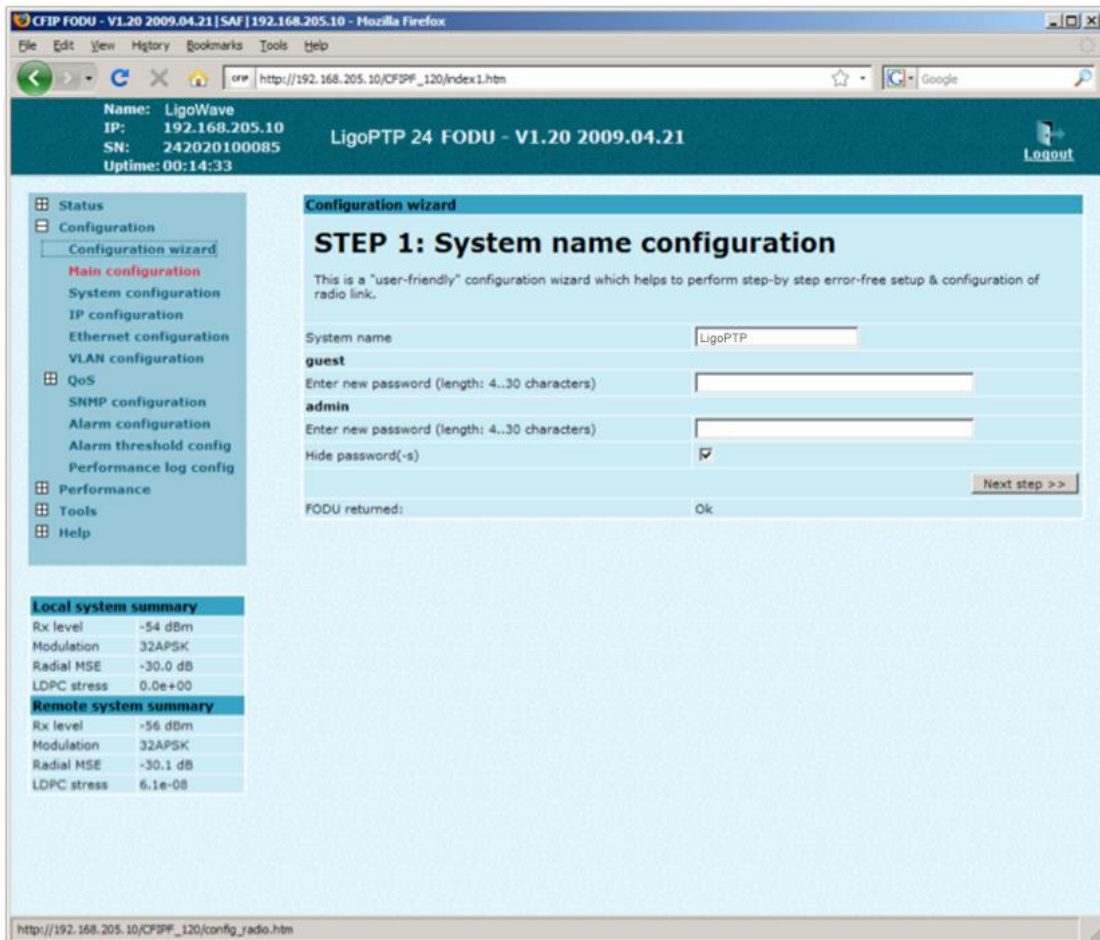 CFIP FODU - V1.20 2009.04.21 | SAF | 192.168.205.10 - Mozilla Firefox
File Edit View History Bookmarks Tools Help
CFIP http://192.168.205.10/CFIPF_120/index1.htm
G Google
Name: LigoWave
IP: 192.168.205.10
SN: 242020100085
Uptime: 00:14:33
LigoPTP 24 FODU - V1.20 2009.04.21
Logout
Status
Configuration
Configuration wizard
Main configuration
System configuration
IP configuration
Ethernet configuration
VLAN configuration
QoS
SNMP configuration
Alarm configuration
Alarm threshold config
Performance log config
Performance
Tools
Help
Local system summary
Rx level -54 dBm
Modulation 32APSK
Radial MSE -30.0 dB
LDPC stress 0.0e+00
Remote system summary
Rx level -56 dBm
Modulation 32APSK
Radial MSE -30.1 dB
LDPC stress 6.1e-08
Configuration wizard
STEP 1: System name configuration
This is a "user-friendly" configuration wizard which helps to perform step-by step error-free setup & configuration of
radio link.
System name LigoPTP
guest
Enter new password (length: 4..30 characters)
admin
Enter new password (length: 4..30 characters)
Hide password(-s)
Next step >>
FODU returned: Ok
http://192.168.205.10/CFIPF_120/config_radio.htm